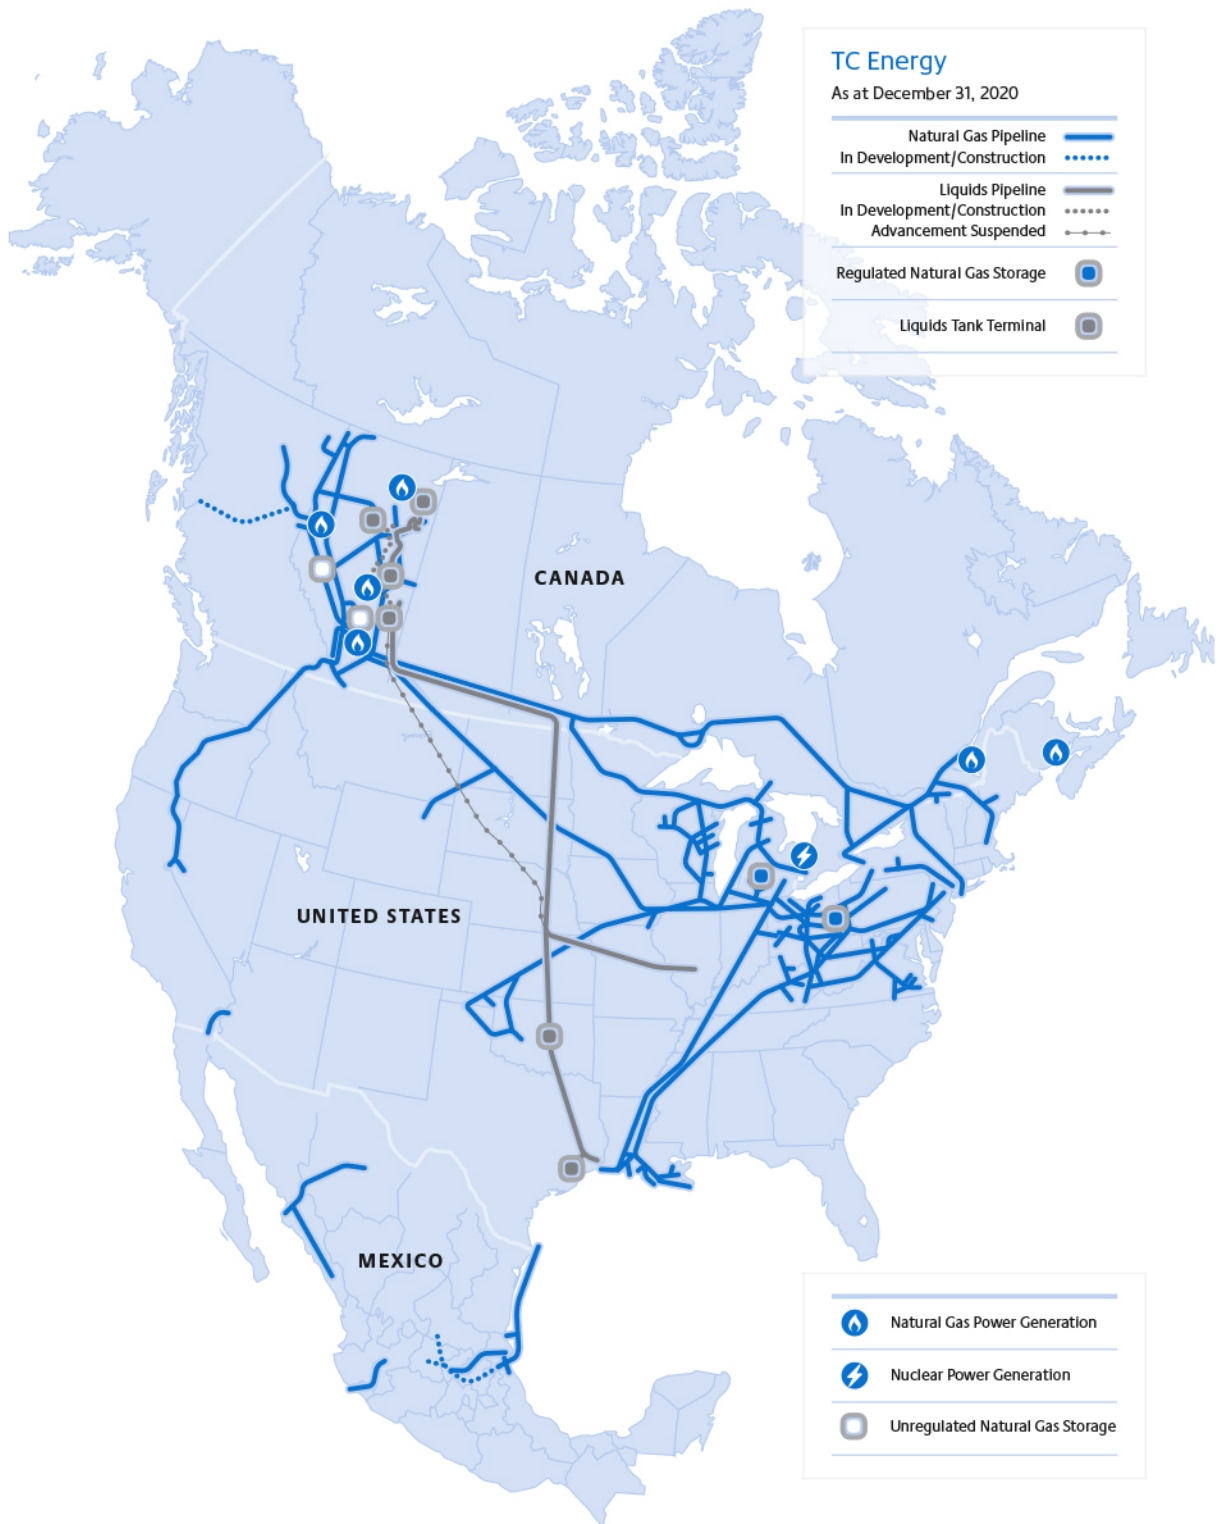 TC Energy
As at December 31, 2020
Natural Gas Pipeline
In Development/Construction
Liquids Pipeline
In Development/Construction
Advancement Suspended
Regulated Natural Gas Storage
Liquids Tank Terminal
CANADA
UNITED STATES
MEXICO
Natural Gas Power Generation
Nuclear Power Generation
Unregulated Natural Gas Storage